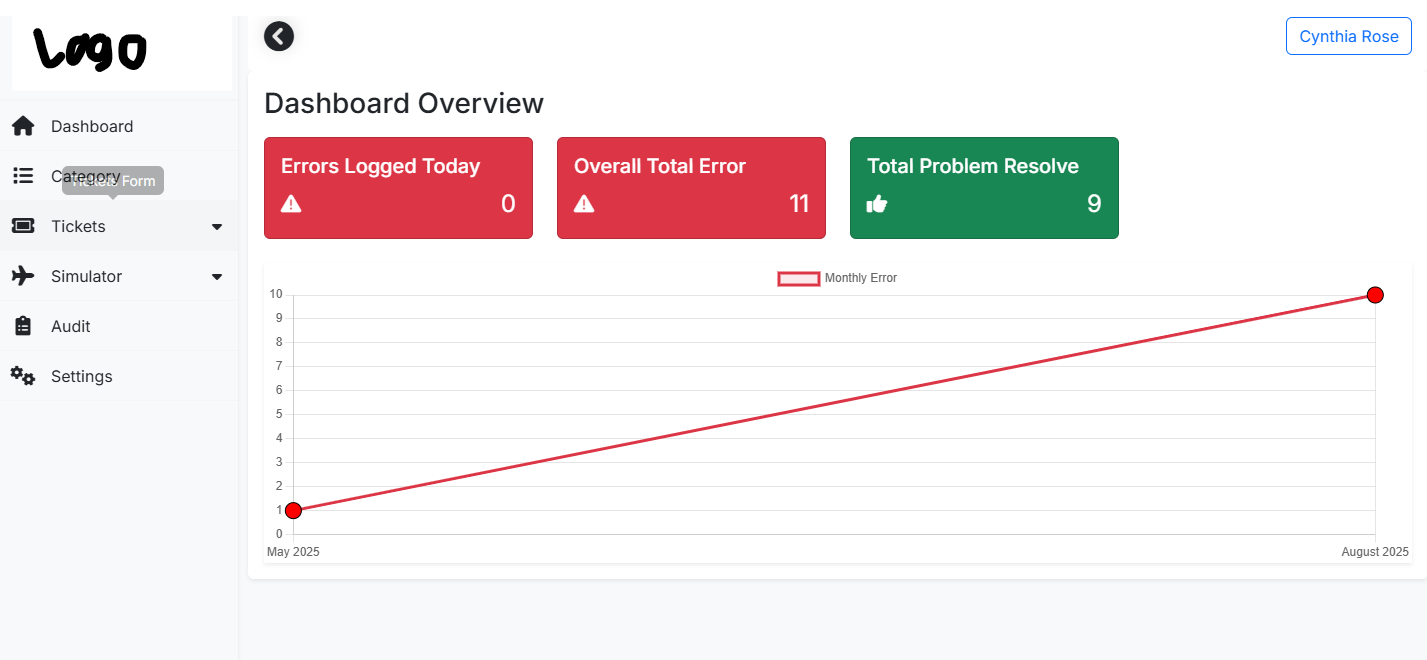 Logo
Cynthia Rose
Dashboard
Category
Tickets Form
Tickets
Simulator
Audit
Settings
Dashboard Overview
Errors Logged Today
0
Overall Total Error
11
Total Problem Resolve
9
Monthly Error
10
9
8
7
6
5
4
3
2
1
0
May 2025
August 2025